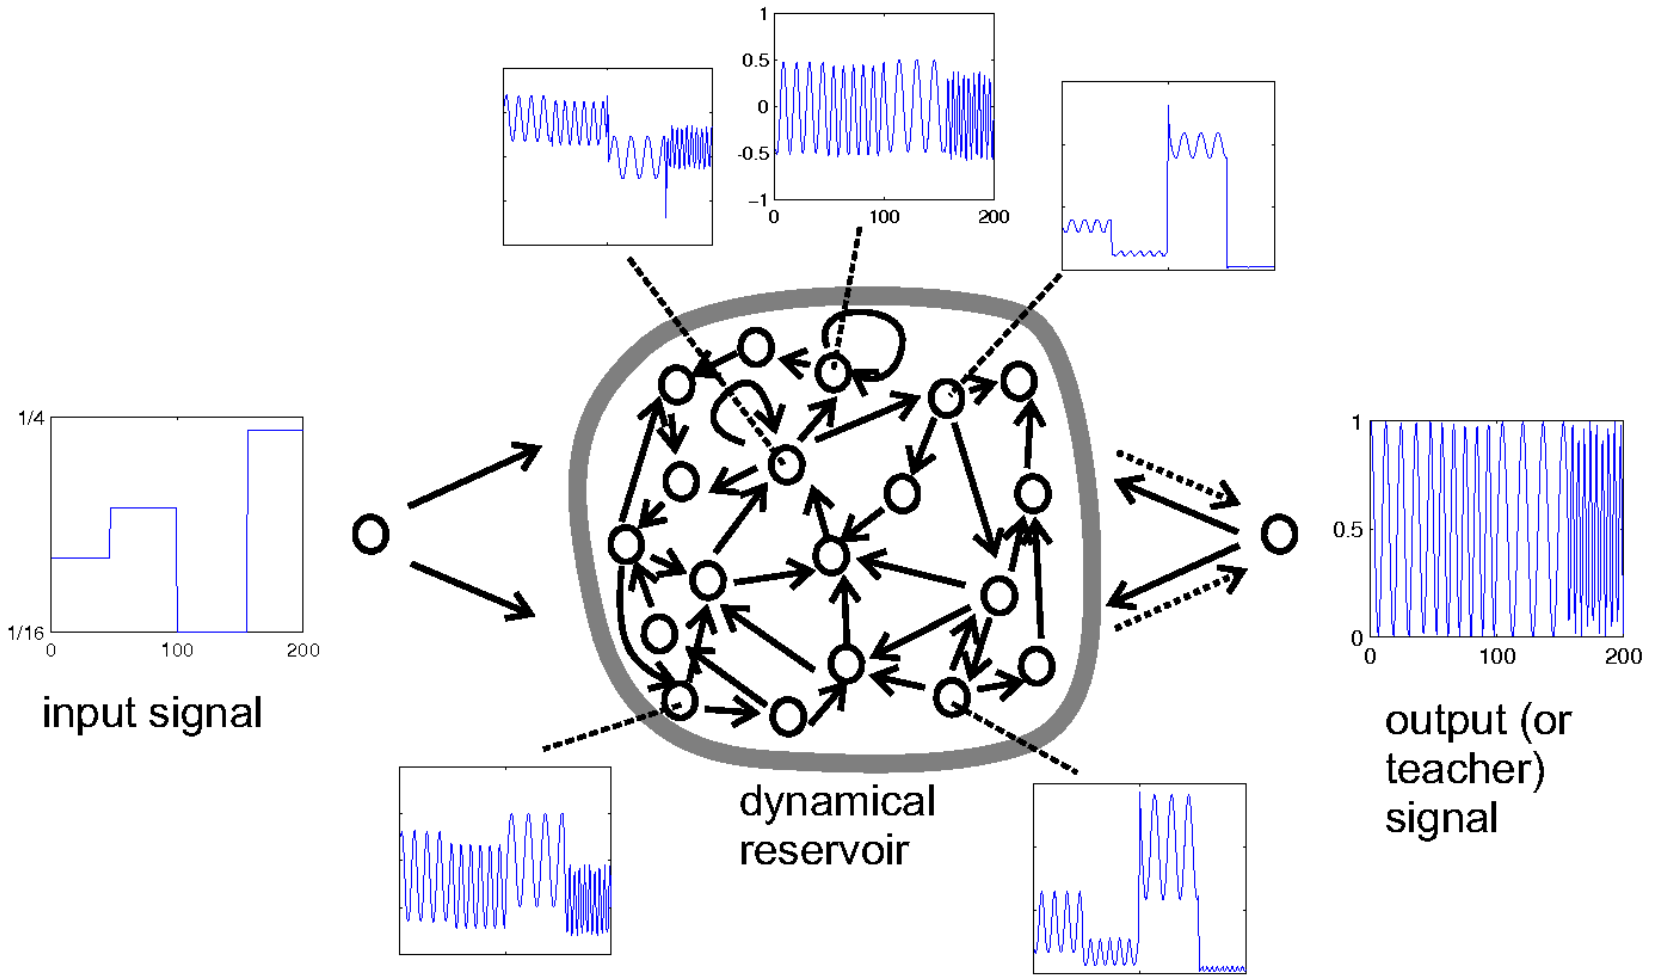 1
0.5
0
-0.5
-1
0 100 200
1/4
1/16
0 100 200
input signal
1
0.5
0
0 100 200
output (or
teacher)
signal
dynamical
reservoir